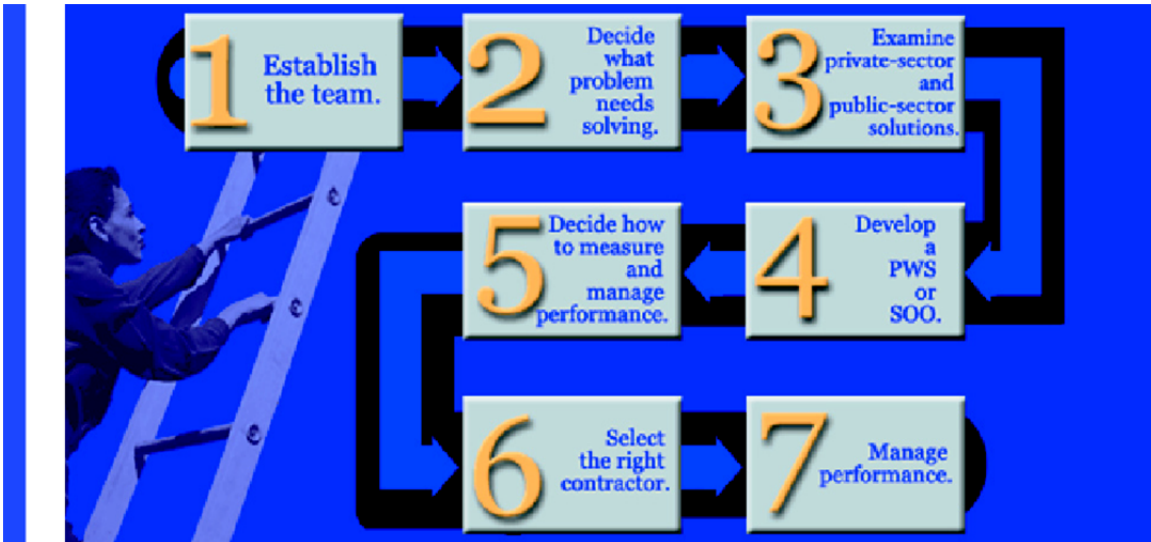 1
Establish
the team.
2
Decide
what
problem
needs
solving.
3
Examine
private-sector
and
public-sector
solutions.
4
Develop
a
PWS
or
SOO.
5
Decide how
to measure
and
manage
performance.
6
Select
the right
contractor.
7
Manage
performance.